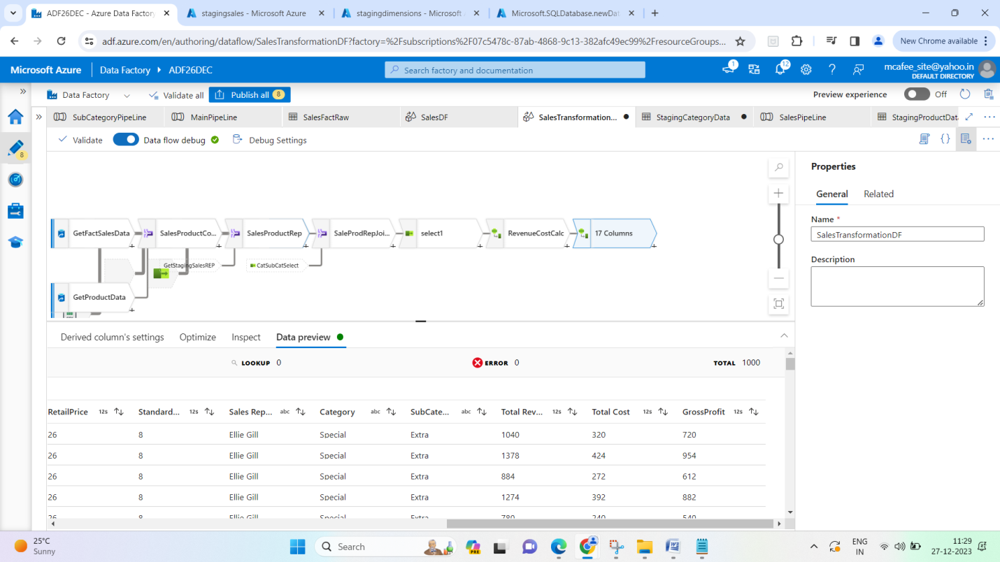 ADF26DEC - Azure Data Factory
stagingsales - Microsoft Azure
stagingdimensions - Microsoft
Microsoft.SQLDatabase.newDat
adf.azure.com/en/authoring/dataflow/SalesTransformationDF?factory=%2Fsubscriptions%2F07c5478c-87ab-4868-9c13-382afc49ec99%2FresourceGroups...
New Chrome available
Microsoft Azure
Data Factory
ADF26DEC
Search factory and documentation
1
12
mcafee_site@yahoo.in
DEFAULT DIRECTORY
Data Factory
Validate all
Publish all 8
Preview experience
Off
SubCategoryPipeLine
MainPipeLine
SalesFactRaw
SalesDF
SalesTransformation...
StagingCategoryData
SalesPipeLine
StagingProductDat
8
Validate
Data flow debug
Debug Settings
GetFactSalesData
SalesProductCo...
SalesProductRep
SaleProdRepJoi...
select1
RevenueCostCalc
17 Columns
GetStagingSalesREP
CatSubCatSelect
GetProductData
Properties
General
Related
Name *
SalesTransformationDF
Description
Derived column's settings
Optimize
Inspect
Data preview
LOOKUP 0
ERROR 0
TOTAL 1000
RetailPrice 12s Standard... 12s Sales Rep... abc Category abc SubCate... abc Total Rev... 12s Total Cost 12s GrossProfit 12s
26 8 Ellie Gill Special Extra 1040 320 720
26 8 Ellie Gill Special Extra 1378 424 954
26 8 Ellie Gill Special Extra 884 272 612
26 8 Ellie Gill Special Extra 1274 392 882
26 8 Ellie Gill Special Extra 780 240 540
25°C
Sunny
Search
PRE
ENG
IN
11:29
27-12-2023